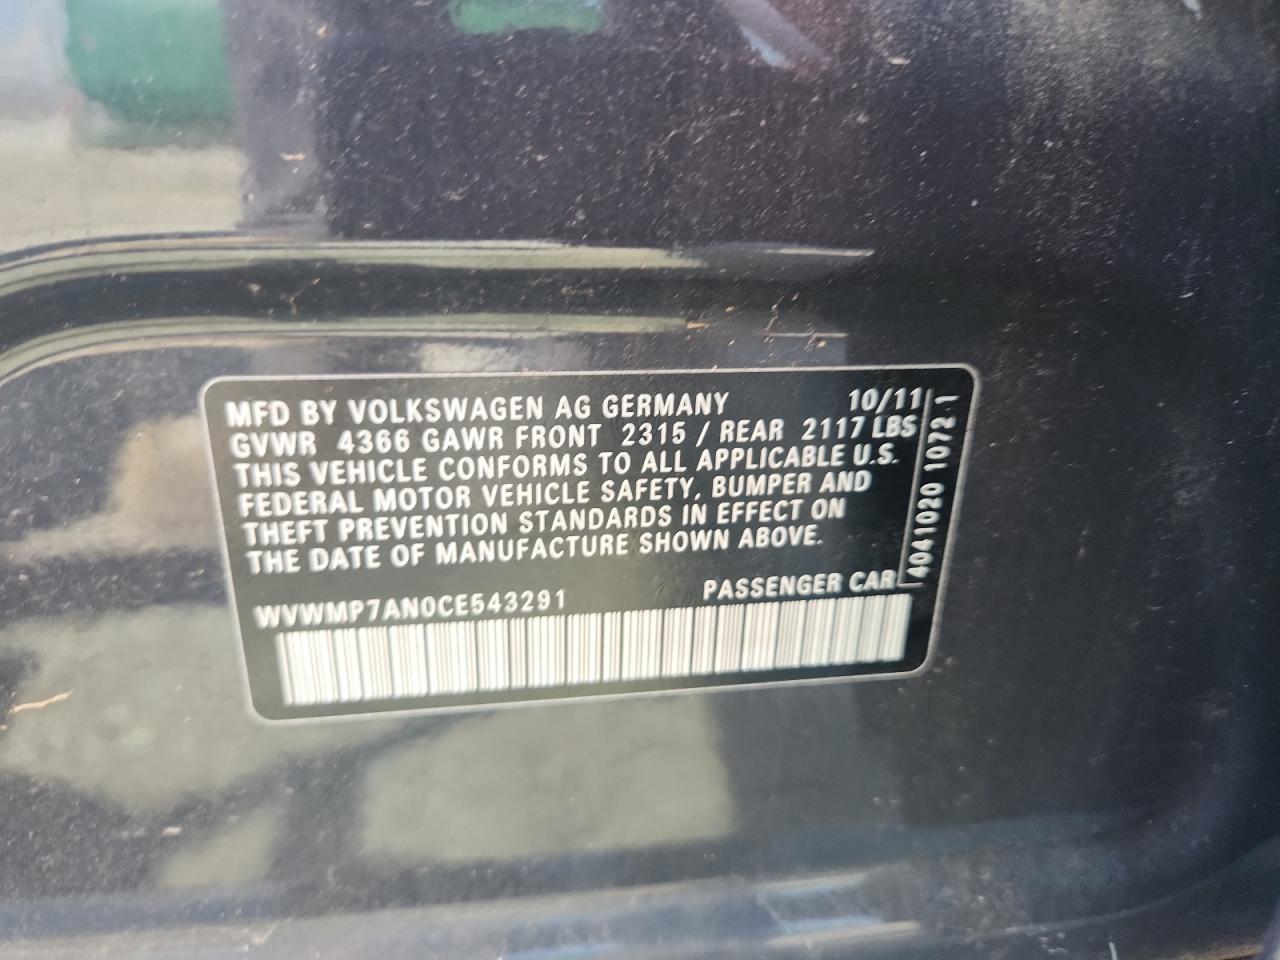 MFD BY VOLKSWAGEN AG GERMANY 10/11
GVWR 4366 GAWR FRONT 2315 / REAR 2117 LBS
THIS VEHICLE CONFORMS TO ALL APPLICABLE U.S.
FEDERAL MOTOR VEHICLE SAFETY, BUMPER AND
THEFT PREVENTION STANDARDS IN EFFECT ON
THE DATE OF MANUFACTURE SHOWN ABOVE.
WVWMP7AN0CE543291 PASSENGER CAR
4041020 1072.1